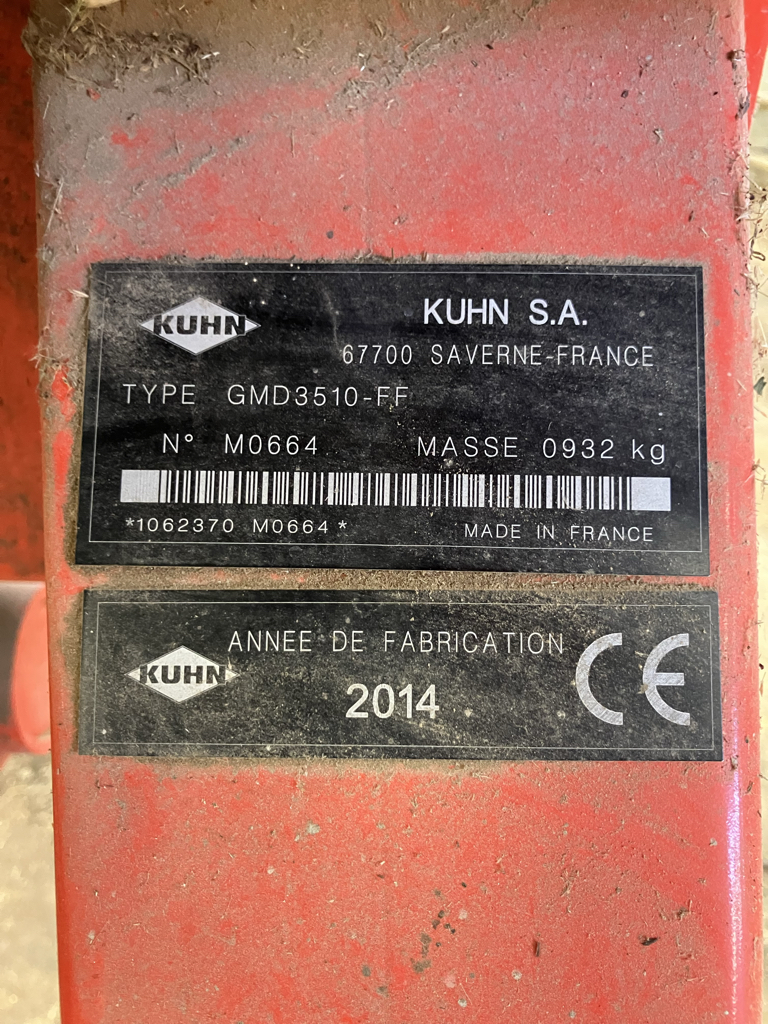 KUHN
KUHN S.A.
67700 SAVERNE-FRANCE
TYPE GMD3510-FF
N° M0664 MASSE 0932 kg
*1062370 M0664*
MADE IN FRANCE
KUHN
ANNEE DE FABRICATION
2014
CE